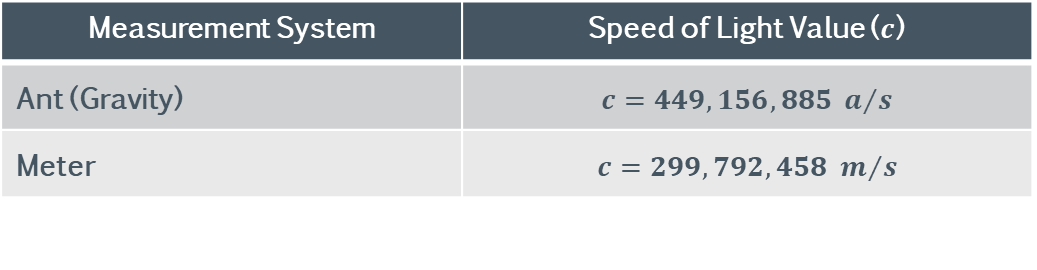 Measurement System Speed of Light Value (c)
Ant (Gravity) c = 449, 156, 885 a/s
Meter c = 299, 792, 458 m/s